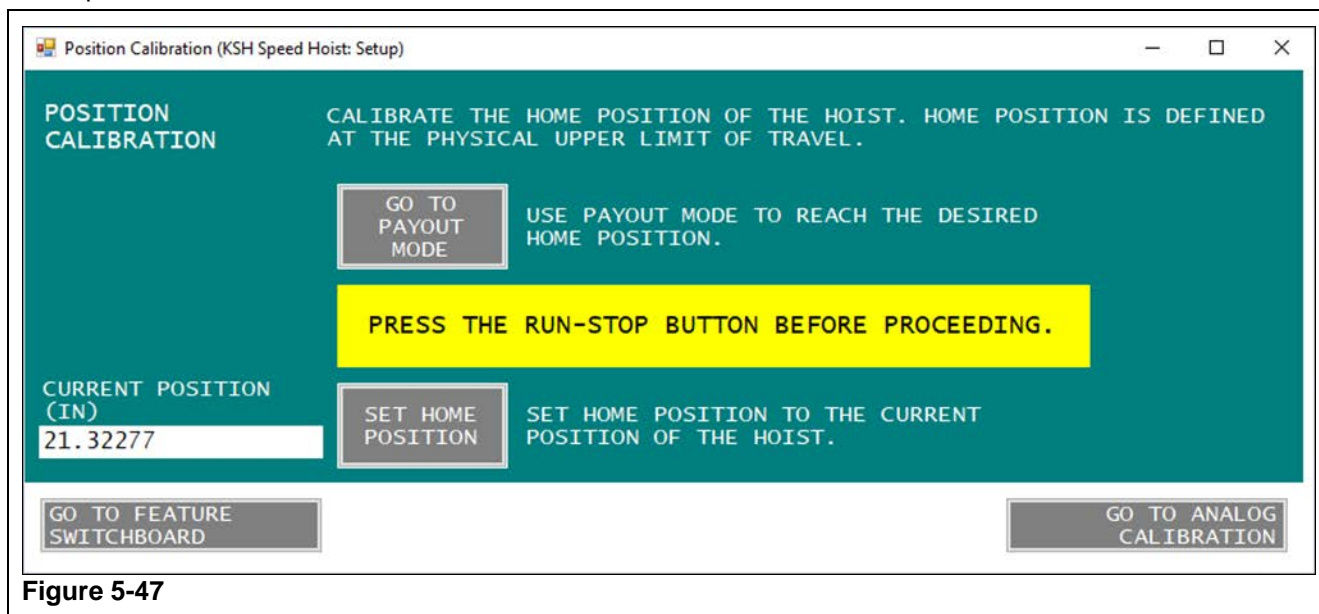 Position Calibration (KSH Speed Hoist: Setup)
POSITION
CALIBRATION
CALIBRATE THE HOME POSITION OF THE HOIST. HOME POSITION IS DEFINED
AT THE PHYSICAL UPPER LIMIT OF TRAVEL.
GO TO
PAYOUT
MODE
USE PAYOUT MODE TO REACH THE DESIRED
HOME POSITION.
PRESS THE RUN-STOP BUTTON BEFORE PROCEEDING.
CURRENT POSITION
(IN)
21.32277
SET HOME
POSITION
SET HOME POSITION TO THE CURRENT
POSITION OF THE HOIST.
GO TO FEATURE
SWITCHBOARD
GO TO ANALOG
CALIBRATION
Figure 5-47